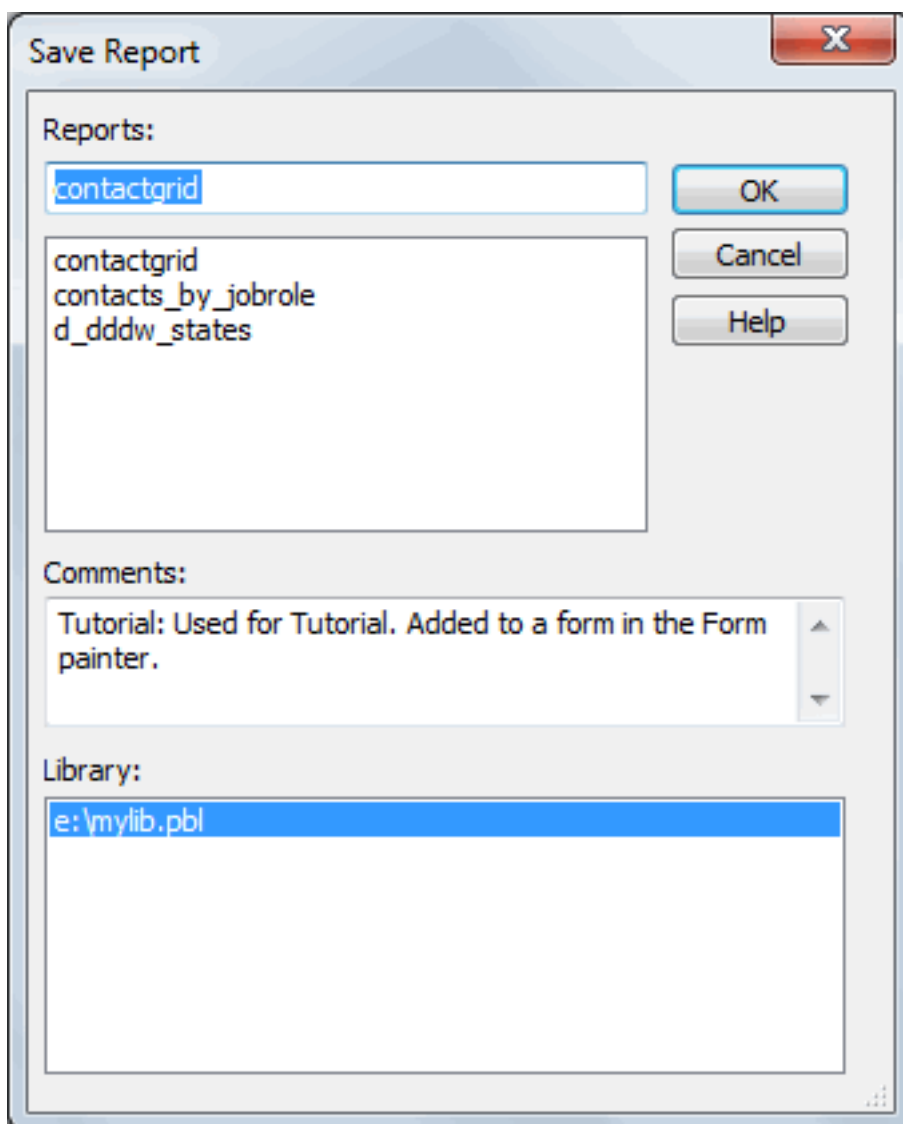 Save Report
Reports:
contactgrid
OK
contactgrid
contacts_by_jobrole
d_dddw_states
Cancel
Help
Comments:
Tutorial: Used for Tutorial. Added to a form in the Form
painter.
Library:
e:\mylib.pbl